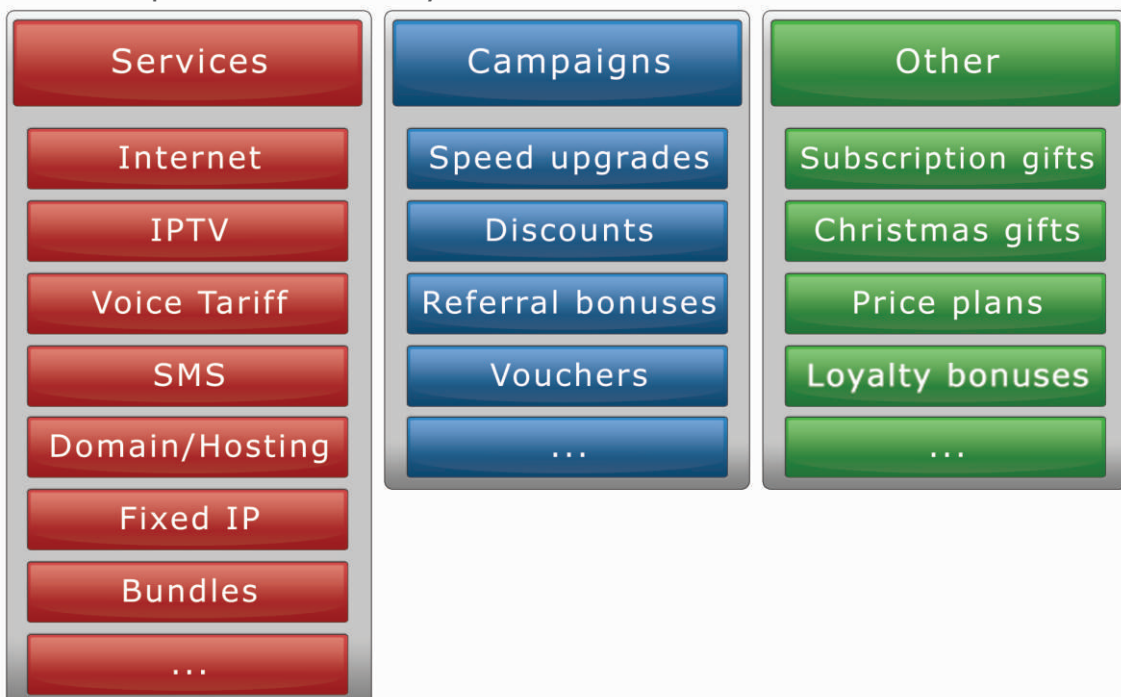 Services
Internet
IPTV
Voice Tariff
SMS
Domain/Hosting
Fixed IP
Bundles
...
Campaigns
Speed upgrades
Discounts
Referral bonuses
Vouchers
...
Other
Subscription gifts
Christmas gifts
Price plans
Loyalty bonuses
...